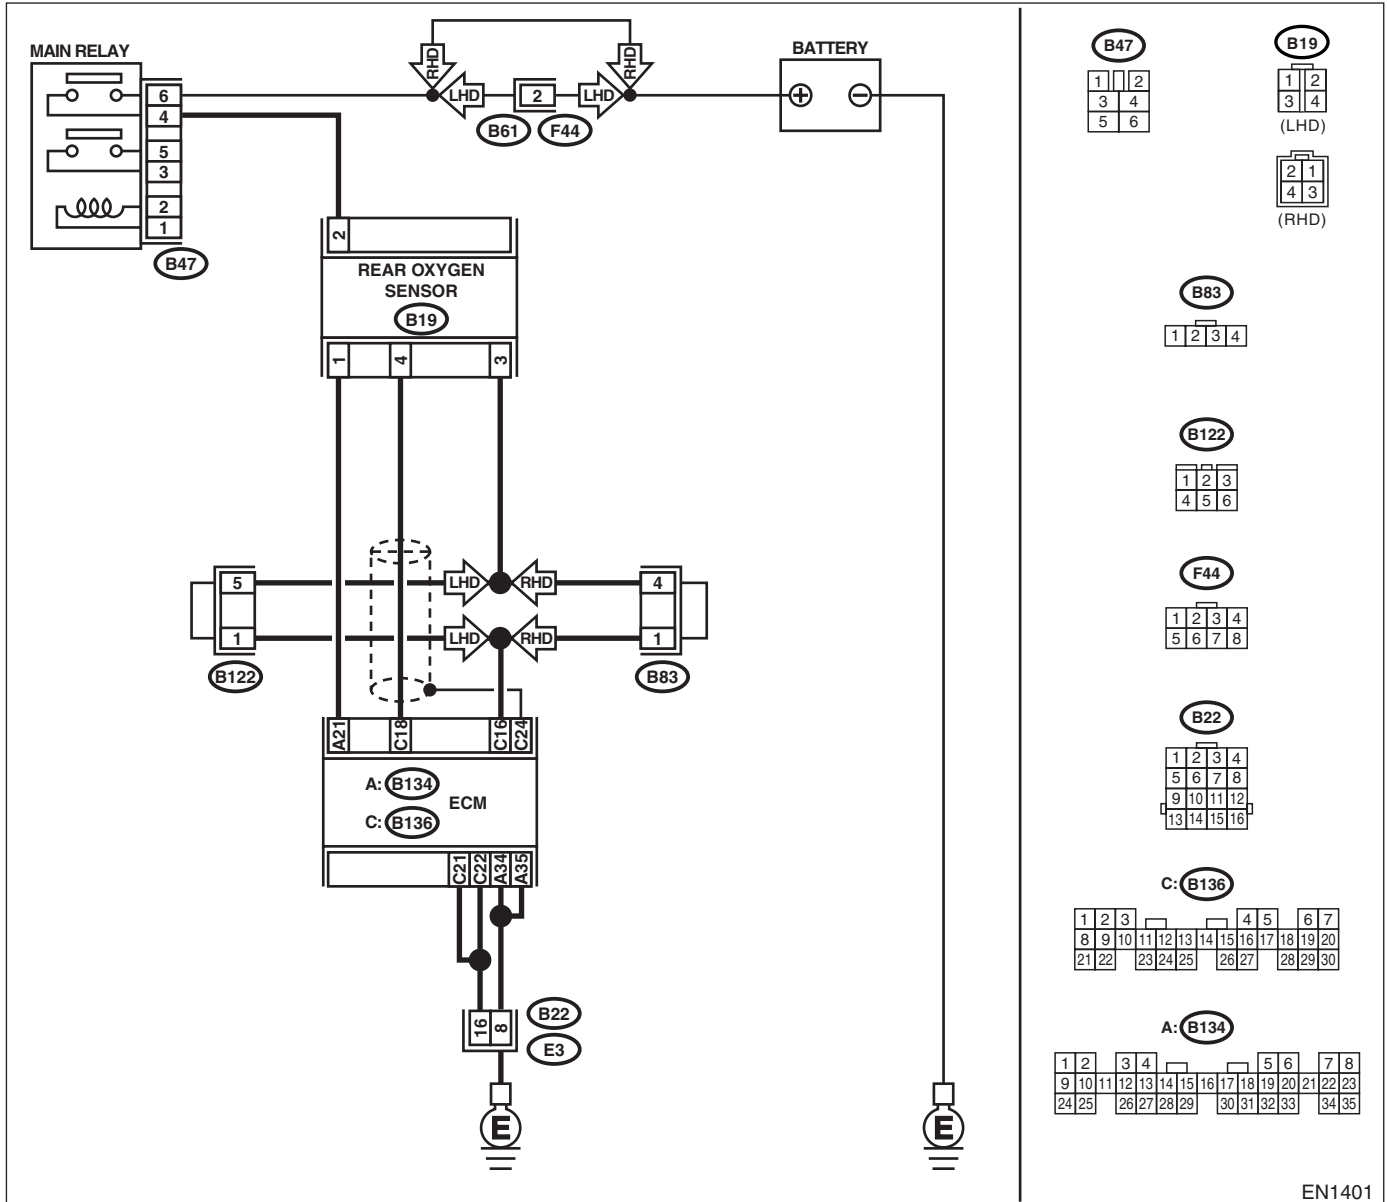 MAIN RELAY
6
4
5
3
2
1
B47
RHD
RHD
LHD
2
LHD
B61
F44
BATTERY
2
REAR OXYGEN
SENSOR
B19
1
4
3
5
1
B122
LHD
RHD
LHD
RHD
4
1
B83
A21
C18
C16
C24
A: B134
ECM
C: B136
C21
C22
A34
A35
16
8
B22
E3
E
E
B47
1 2
3 4
5 6
B19
1 2
3 4
(LHD)
2 1
4 3
(RHD)
B83
1 2 3 4
B122
1 2 3
4 5 6
F44
1 2 3 4
5 6 7 8
B22
1 2 3 4
5 6 7 8
9 10 11 12
13 14 15 16
C: B136
1 2 3 4 5 6 7
8 9 10 11 12 13 14 15 16 17 18 19 20
21 22 23 24 25 26 27 28 29 30
A: B134
1 2 3 4 5 6 7 8
9 10 11 12 13 14 15 16 17 18 19 20 21 22 23
24 25 26 27 28 29 30 31 32 33 34 35
EN1401